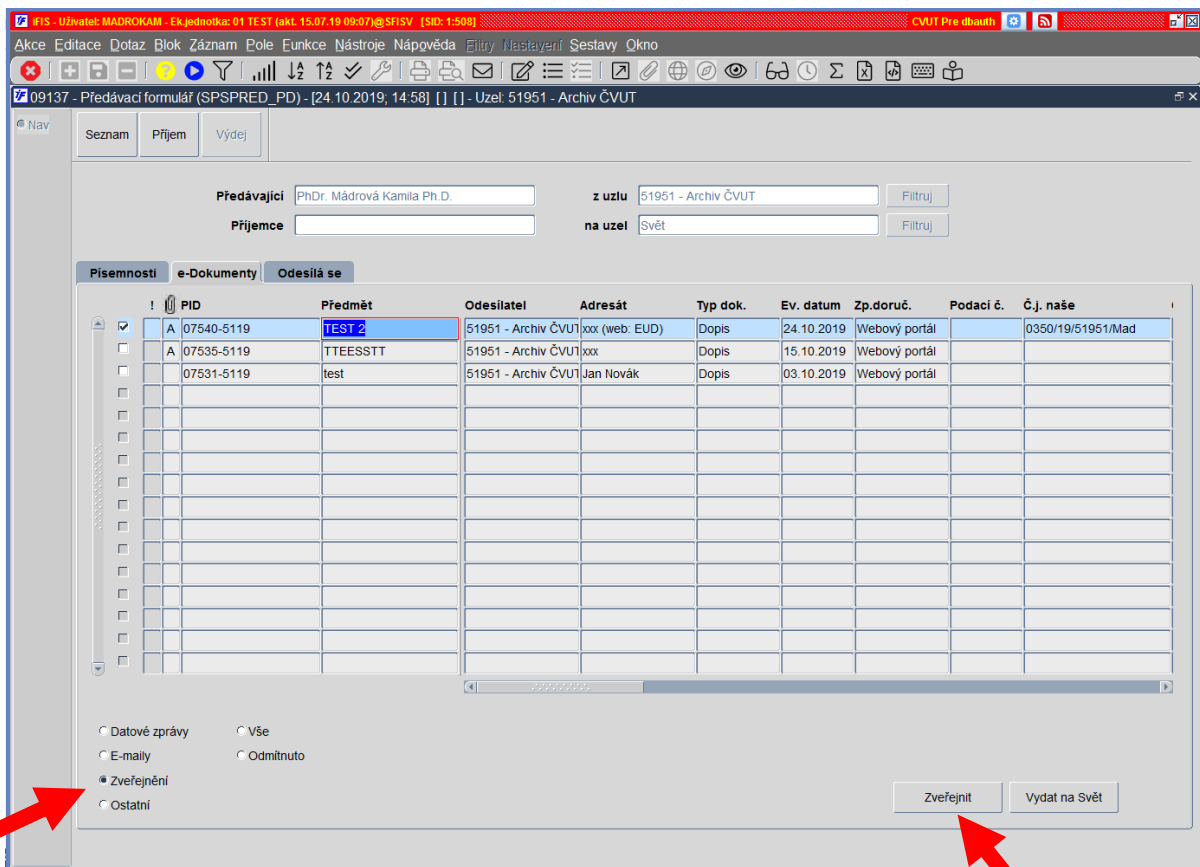 iFIS - Uživatel: MADROKAM - Ek.jednotka: 01 TEST (akt. 15.07.19 09:07)@SFISV [SID: 1:508] CVUT Pre dbauth
Akce Editace Dotaz Blok Záznam Pole Funkce Nástroje Nápověda Filtry Nastavení Sestavy Okno
09137 - Předávací formulář (SPSPRED_PD) - [24.10.2019; 14:58] [ ] [ ] - Uzel: 51951 - Archiv ČVUT
Nav Seznam Příjem Výdej
Předávající PhDr. Mádrová Kamila Ph.D. z uzlu 51951 - Archiv ČVUT Filtruj
Příjemce na uzel Svět Filtruj
Písemnosti e-Dokumenty Odesílá se
! PID Předmět Odesílatel Adresát Typ dok. Ev. datum Zp.doruč. Podací č. Č.j. naše
A 07540-5119 TEST 2 51951 - Archiv ČVUT xxx (web: EUD) Dopis 24.10.2019 Webový portál 0350/19/51951/Mad
A 07535-5119 TTEESSTT 51951 - Archiv ČVUT xxx Dopis 15.10.2019 Webový portál
07531-5119 test 51951 - Archiv ČVUT Jan Novák Dopis 03.10.2019 Webový portál
Datové zprávy Vše
E-maily Odmítnuto
Zveřejnění
Ostatní
Zveřejnit Vydat na Svět